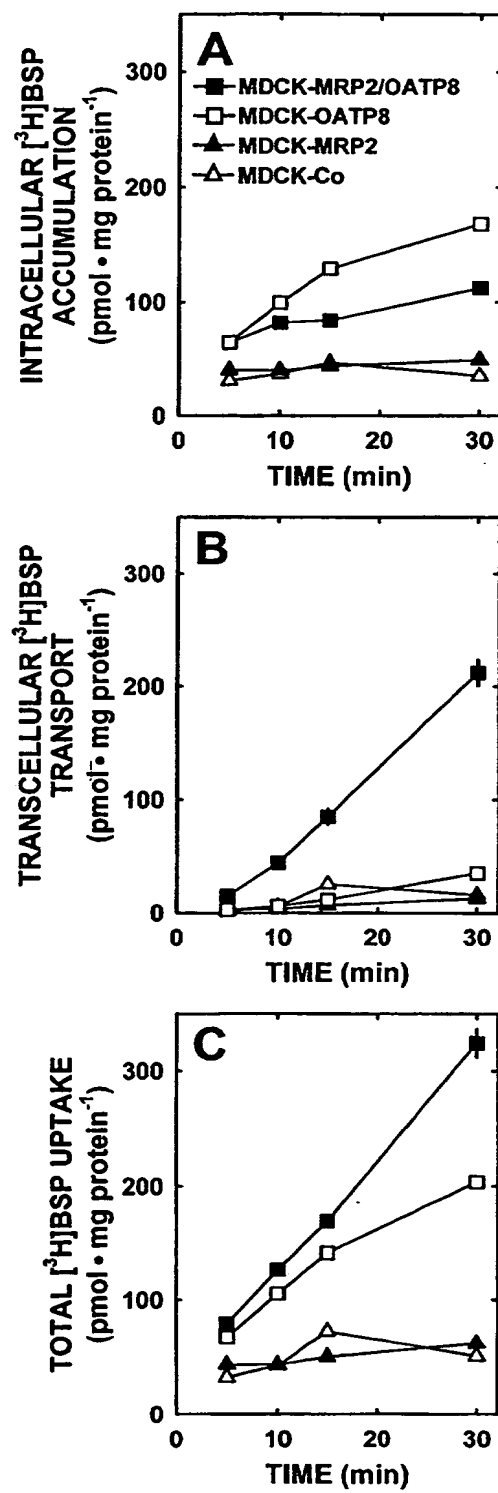 A
300
200
100
0
MDCK-MRP2/OATP8
MDCK-OATP8
MDCK-MRP2
MDCK-Co
INTRACELLULAR [³H]BSP
ACCUMULATION
(pmol • mg protein⁻¹)
0 10 20 30
TIME (min)
B
300
200
100
0
TRANSCELLULAR [³H]BSP
TRANSPORT
(pmol • mg protein⁻¹)
0 10 20 30
TIME (min)
C
300
200
100
0
TOTAL [³H]BSP UPTAKE
(pmol • mg protein⁻¹)
0 10 20 30
TIME (min)